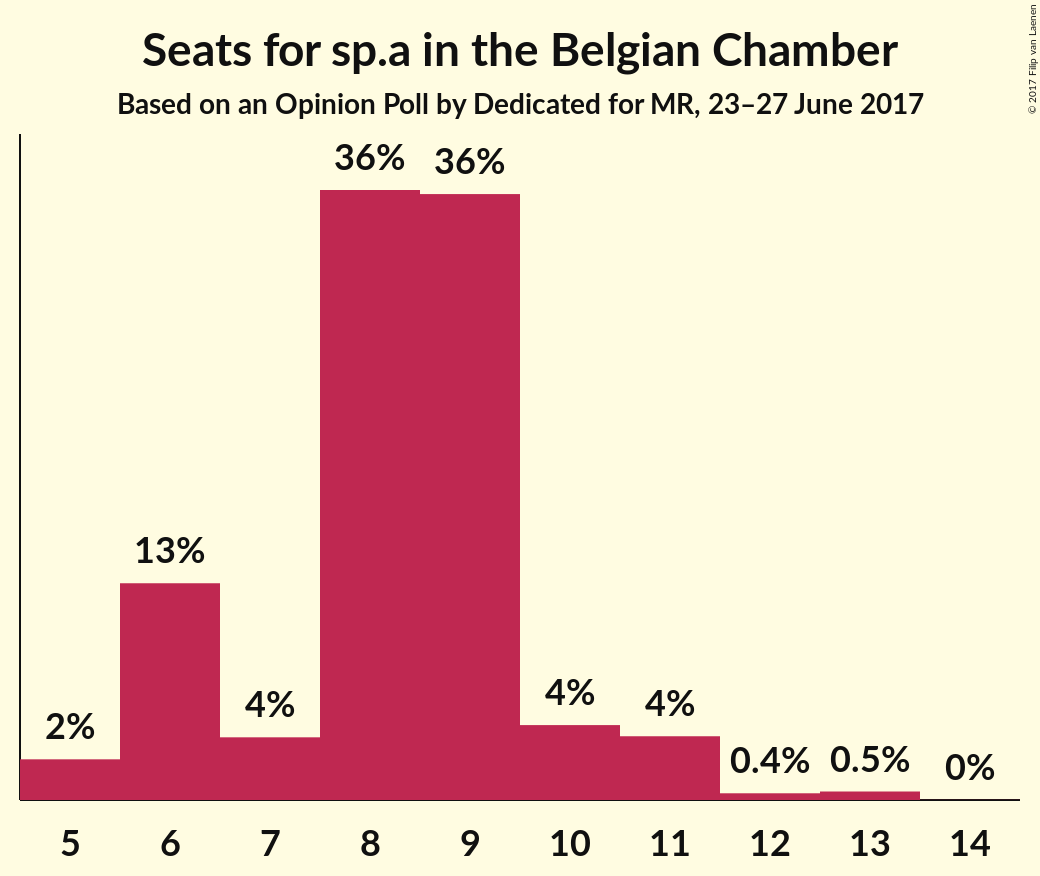 Seats for sp.a in the Belgian Chamber
Based on an Opinion Poll by Dedicated for MR, 23–27 June 2017
© 2017 Filip van Laenen
36% 36%
13%
4%
2%
4%
4%
0.4% 0.5% 0%
5 6 7 8 9 10 11 12 13 14